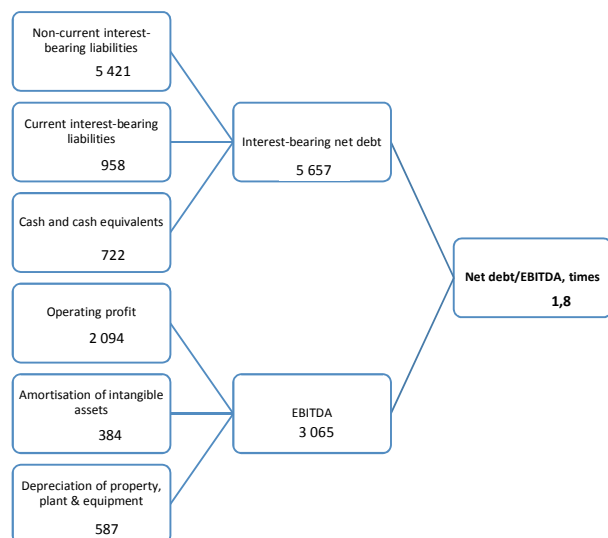 Non-current interest-
bearing liabilities
5 421
Current interest-bearing
liabilities
958
Cash and cash equivalents
722
Interest-bearing net debt
5 657
Operating profit
2 094
Amortisation of intangible
assets
384
Depreciation of property,
plant & equipment
587
EBITDA
3 065
Net debt/EBITDA, times
1,8